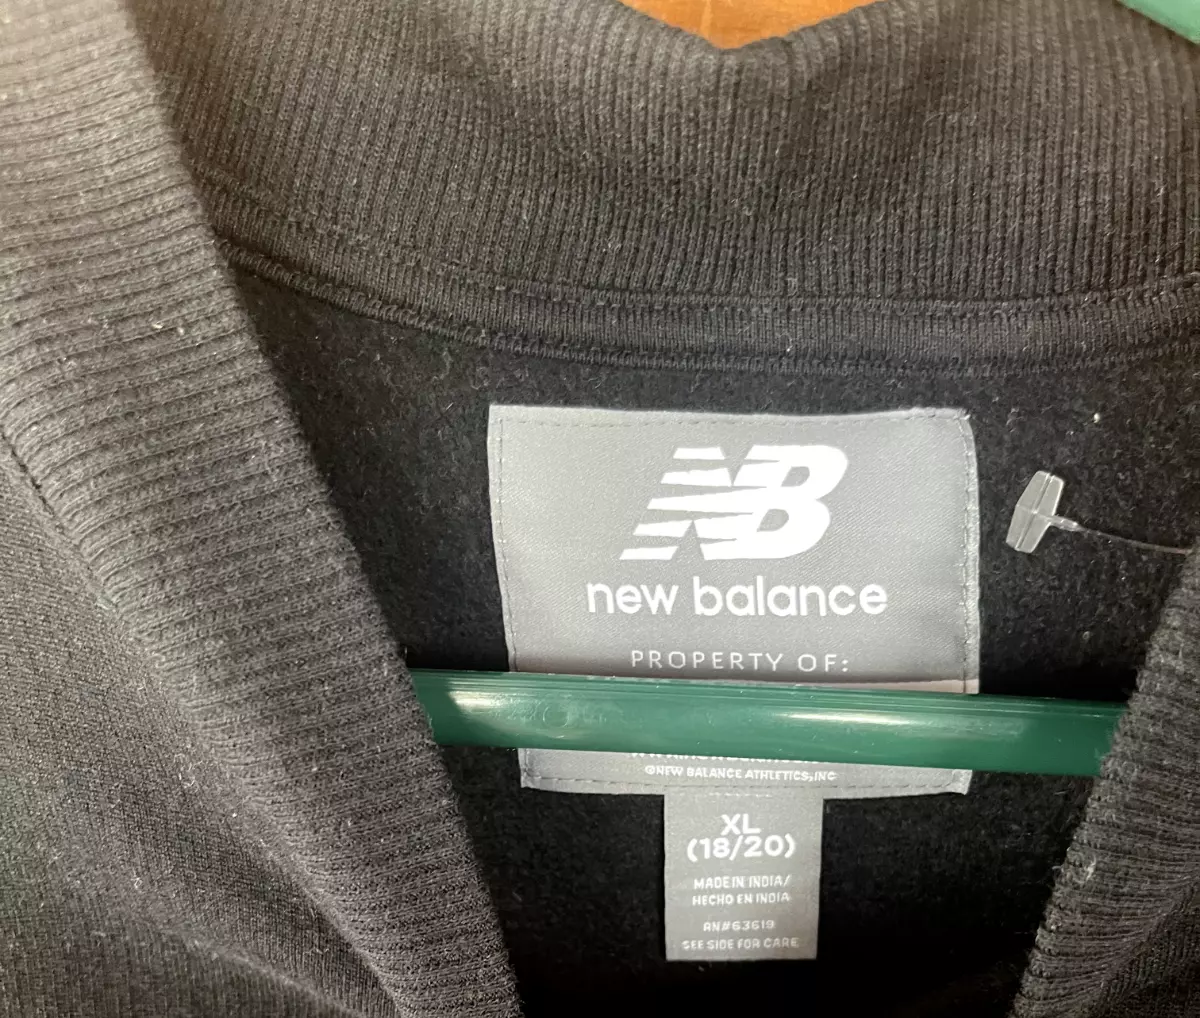 NB
new balance
PROPERTY OF:
©NEW BALANCE ATHLETICS, INC
XL
(18/20)
MADE IN INDIA/
HECHO EN INDIA
RN#63619
SEE SIDE FOR CARE